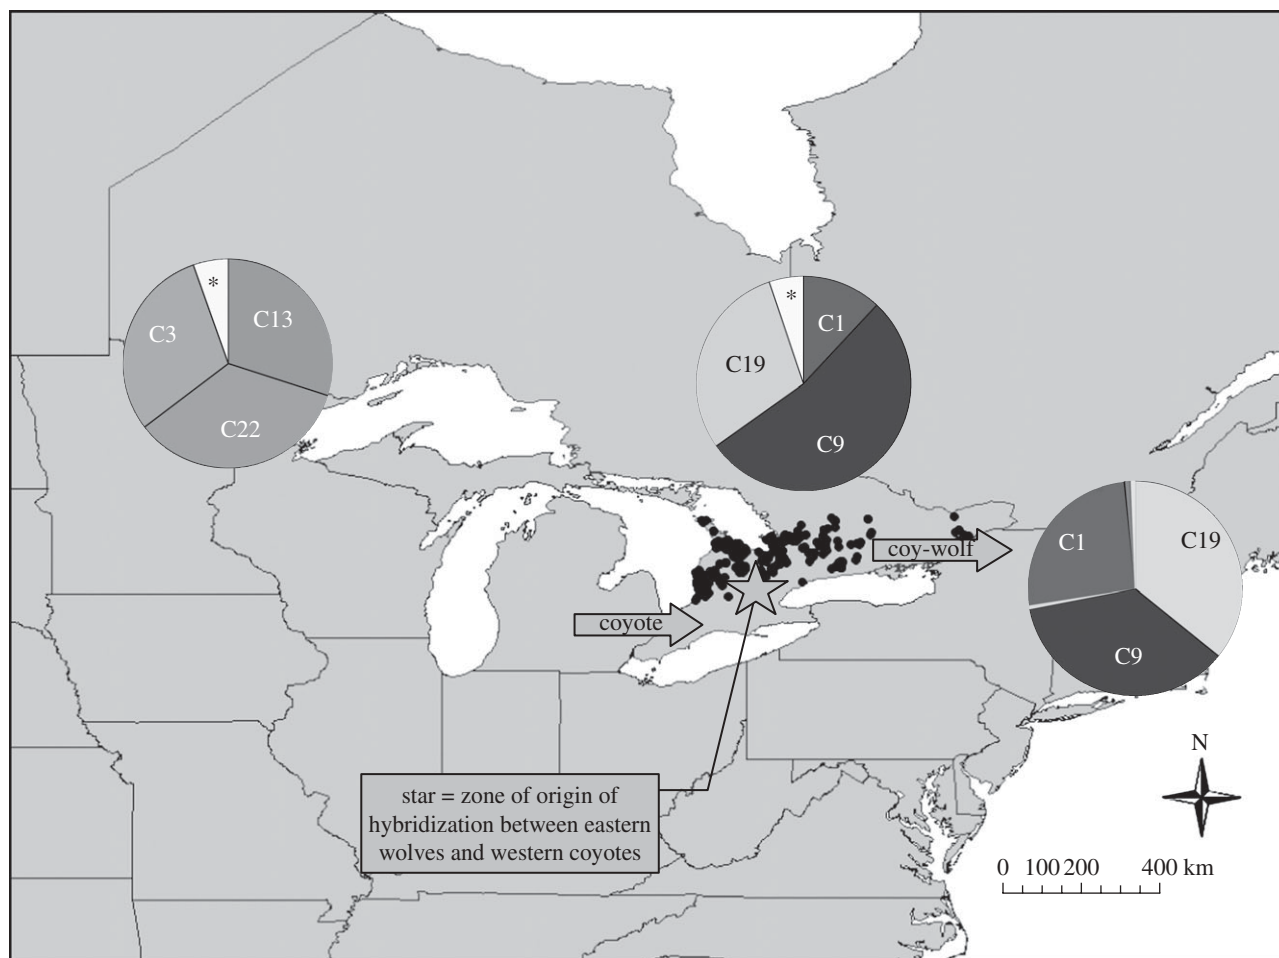 *
C3
C13
C22
*
C1
C19
C9
C1
C19
C9
coy-wolf
coyote
star = zone of origin of
hybridization between eastern
wolves and western coyotes
N
0 100 200 400 km